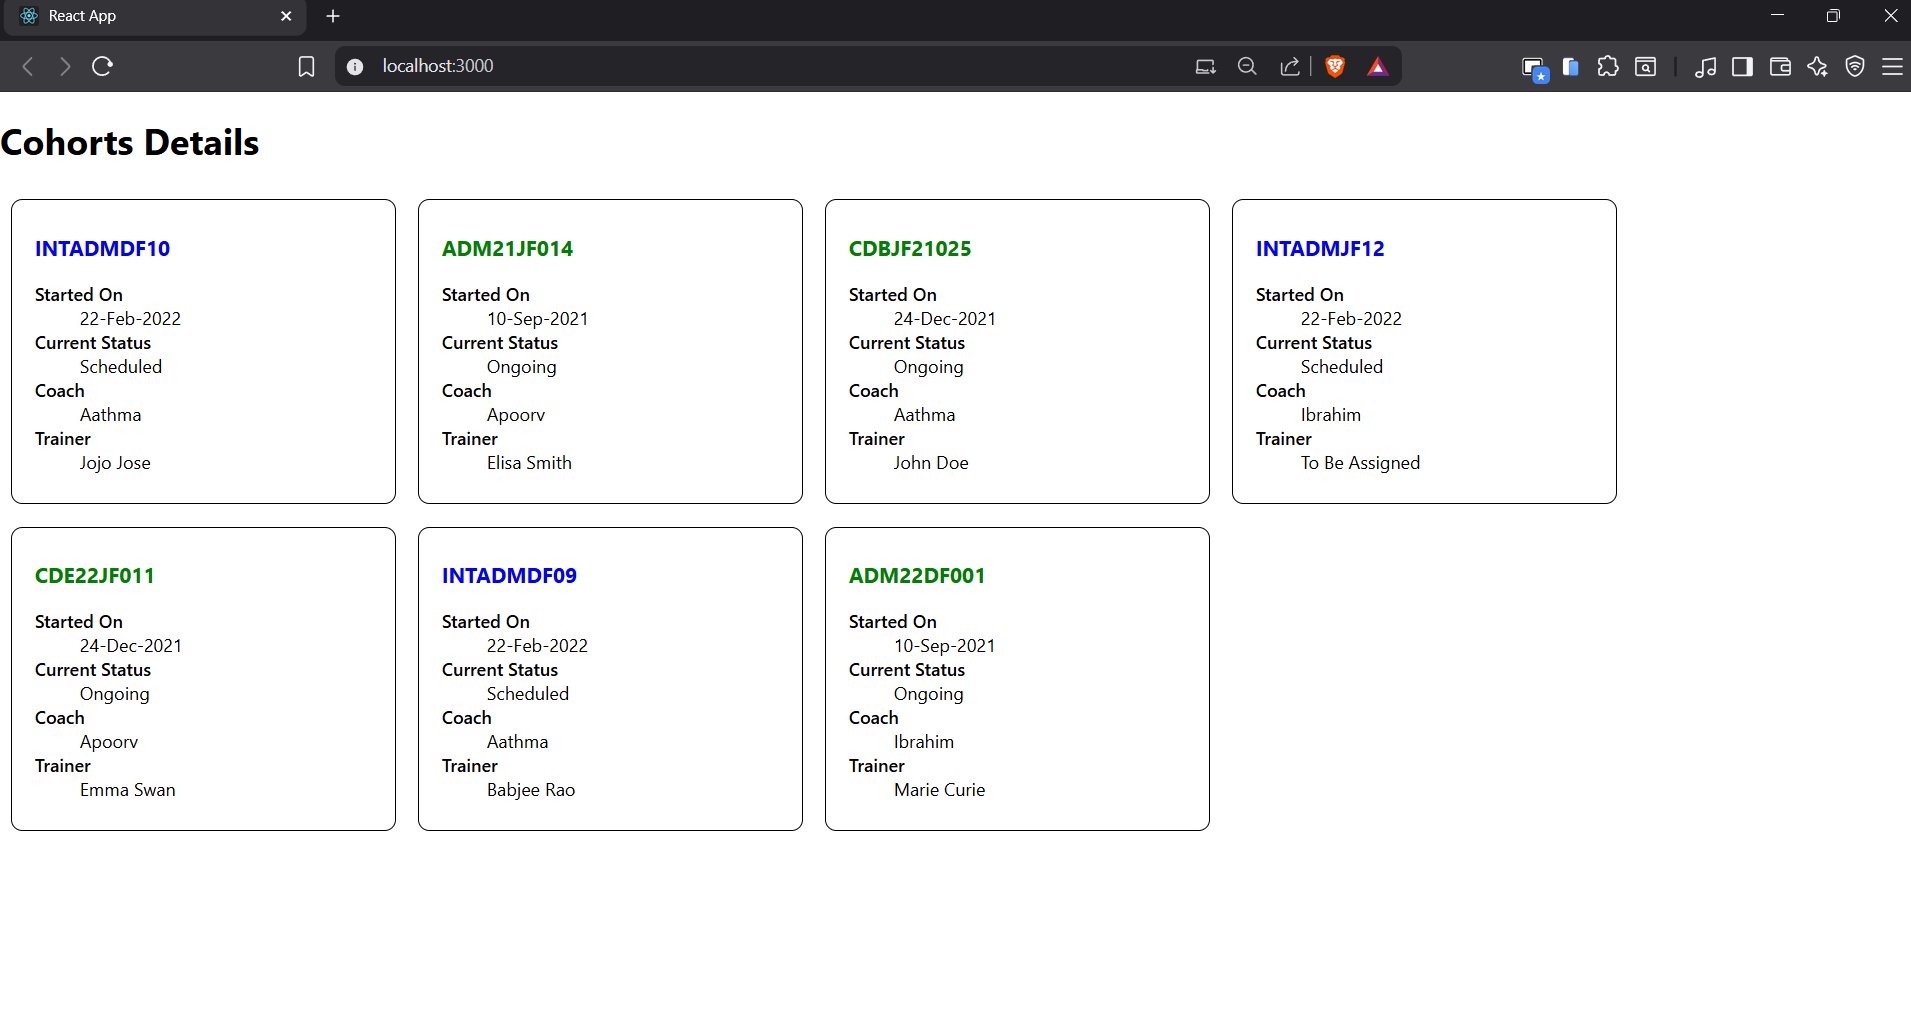 React App
localhost:3000
Cohorts Details
INTADMDF10
Started On
22-Feb-2022
Current Status
Scheduled
Coach
Aathma
Trainer
Jojo Jose
ADM21JF014
Started On
10-Sep-2021
Current Status
Ongoing
Coach
Apoorv
Trainer
Elisa Smith
CDBJF21025
Started On
24-Dec-2021
Current Status
Ongoing
Coach
Aathma
Trainer
John Doe
INTADMJF12
Started On
22-Feb-2022
Current Status
Scheduled
Coach
Ibrahim
Trainer
To Be Assigned
CDE22JF011
Started On
24-Dec-2021
Current Status
Ongoing
Coach
Apoorv
Trainer
Emma Swan
INTADMDF09
Started On
22-Feb-2022
Current Status
Scheduled
Coach
Aathma
Trainer
Babjee Rao
ADM22DF001
Started On
10-Sep-2021
Current Status
Ongoing
Coach
Ibrahim
Trainer
Marie Curie